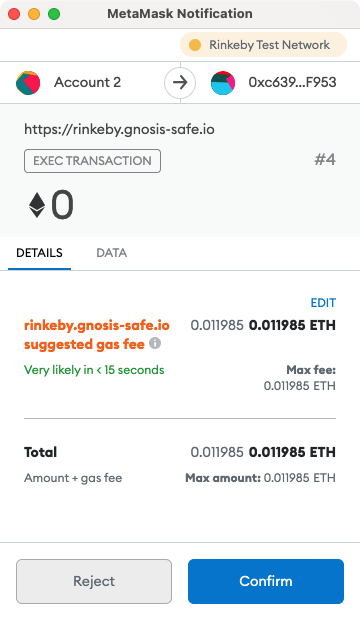 MetaMask Notification
Rinkeby Test Network
Account 2
0xc639...F953
https://rinkeby.gnosis-safe.io
EXEC TRANSACTION
#4
0
DETAILS
DATA
EDIT
rinkeby.gnosis-safe.io 0.011985 0.011985 ETH
suggested gas fee
Very likely in < 15 seconds Max fee:
0.011985 ETH
Total 0.011985 0.011985 ETH
Amount + gas fee Max amount: 0.011985 ETH
Reject
Confirm